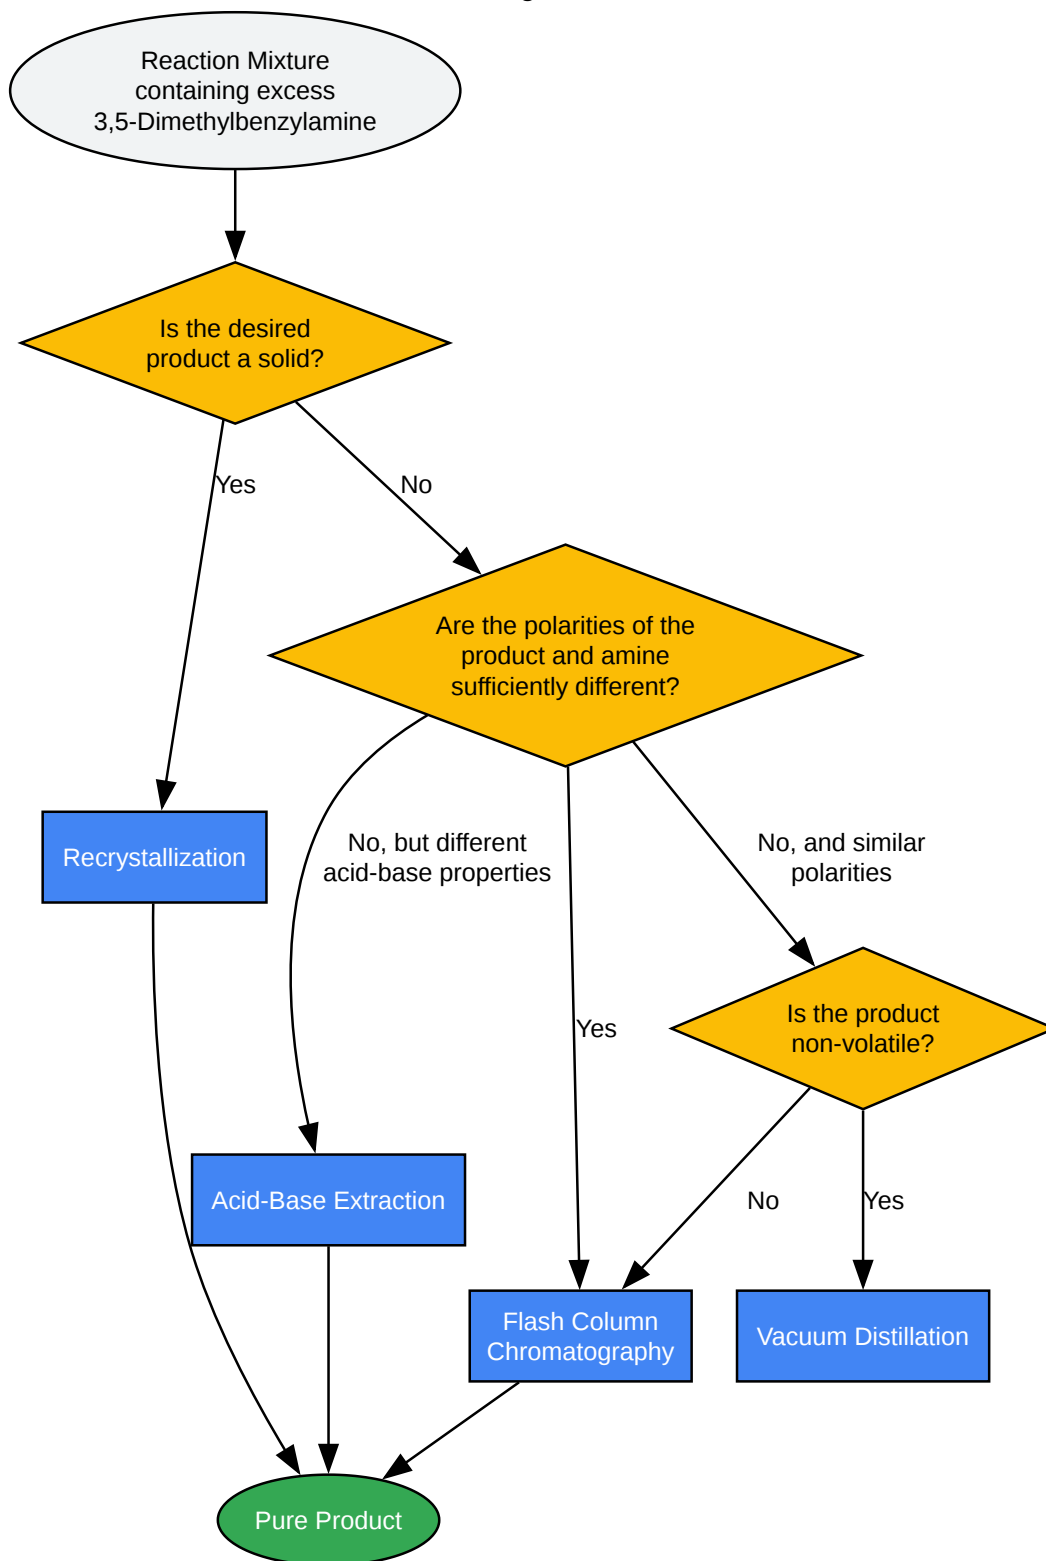 Reaction Mixture
containing excess
3,5-Dimethylbenzylamine
Is the desired
product a solid?
Yes
No
Are the polarities of the
product and amine
sufficiently different?
Recrystallization
No, but different
acid-base properties
No, and similar
polarities
Is the product
non-volatile?
Yes
Acid-Base Extraction
No
Yes
Flash Column
Chromatography
Vacuum Distillation
Pure Product